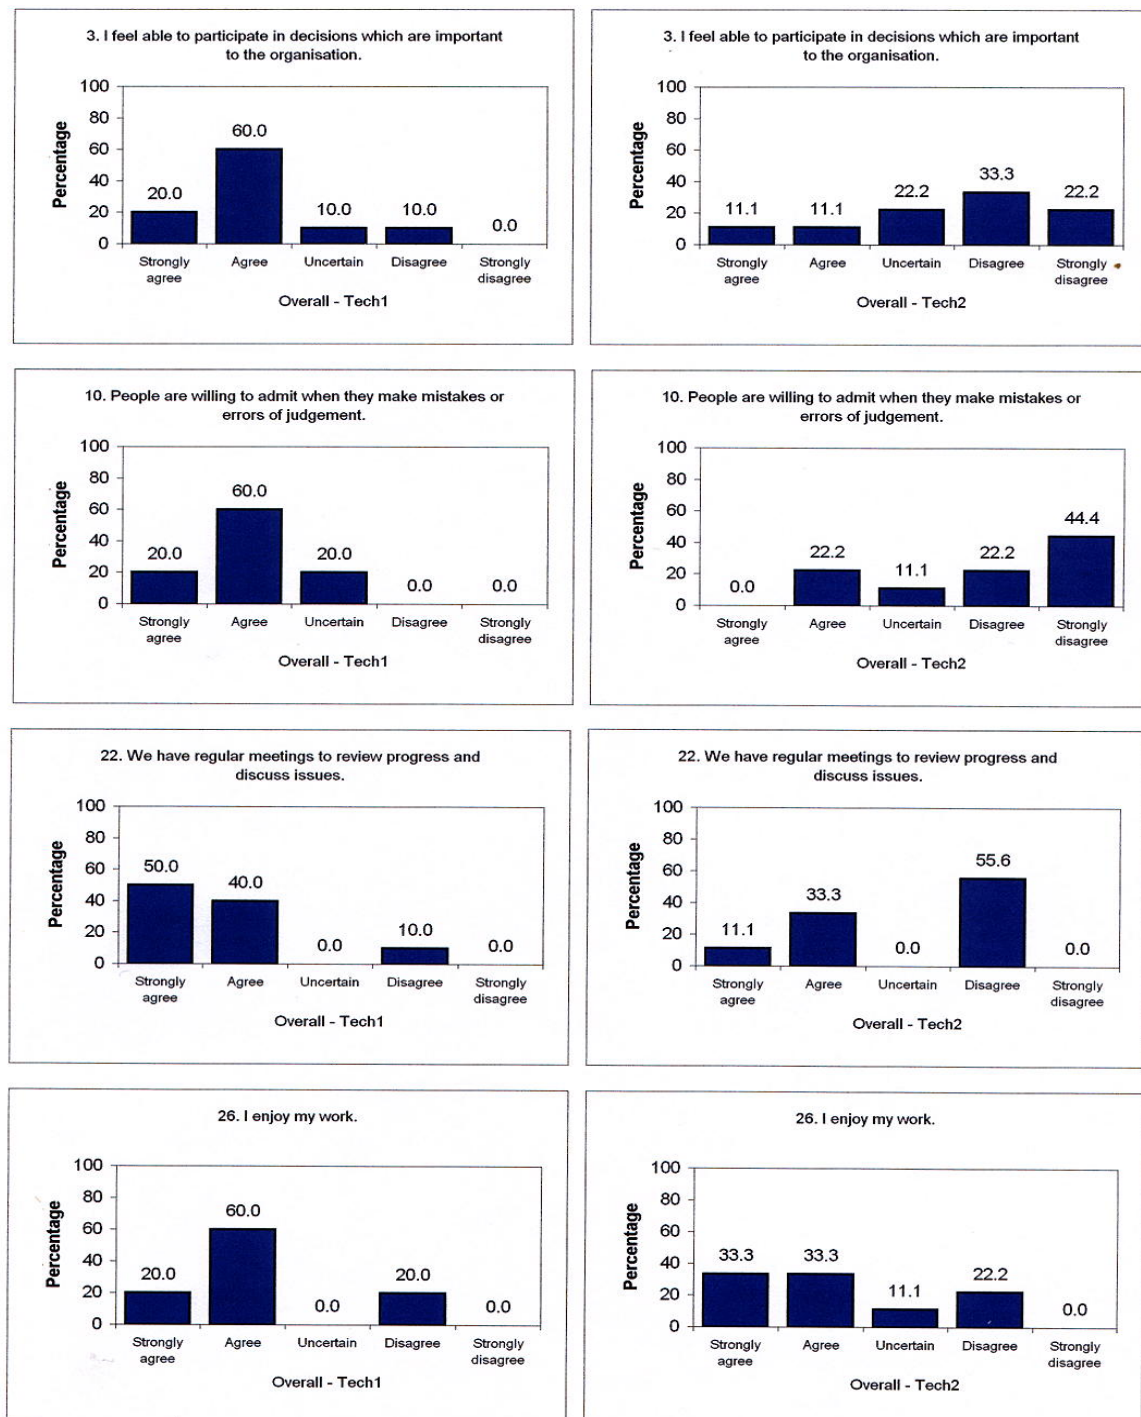 3. I feel able to participate in decisions which are important
to the organisation.
100
80
60
40
20
0
Percentage
20.0
60.0
10.0
10.0
0.0
Strongly
agree
Agree
Uncertain
Disagree
Strongly
disagree
Overall - Tech1
3. I feel able to participate in decisions which are important
to the organisation.
100
80
60
40
20
0
Percentage
11.1
11.1
22.2
33.3
22.2
Strongly
agree
Agree
Uncertain
Disagree
Strongly
disagree
Overall - Tech2
10. People are willing to admit when they make mistakes or
errors of judgement.
100
80
60
40
20
0
Percentage
20.0
60.0
20.0
0.0
0.0
Strongly
agree
Agree
Uncertain
Disagree
Strongly
disagree
Overall - Tech1
10. People are willing to admit when they make mistakes or
errors of judgement.
100
80
60
40
20
0
Percentage
0.0
22.2
11.1
22.2
44.4
Strongly
agree
Agree
Uncertain
Disagree
Strongly
disagree
Overall - Tech2
22. We have regular meetings to review progress and
discuss issues.
100
80
60
40
20
0
Percentage
50.0
40.0
0.0
10.0
0.0
Strongly
agree
Agree
Uncertain
Disagree
Strongly
disagree
Overall - Tech1
22. We have regular meetings to review progress and
discuss issues.
100
80
60
40
20
0
Percentage
11.1
33.3
0.0
55.6
0.0
Strongly
agree
Agree
Uncertain
Disagree
Strongly
disagree
Overall - Tech2
26. I enjoy my work.
100
80
60
40
20
0
Percentage
20.0
60.0
0.0
20.0
0.0
Strongly
agree
Agree
Uncertain
Disagree
Strongly
disagree
Overall - Tech1
26. I enjoy my work.
100
80
60
40
20
0
Percentage
33.3
33.3
11.1
22.2
0.0
Strongly
agree
Agree
Uncertain
Disagree
Strongly
disagree
Overall - Tech2